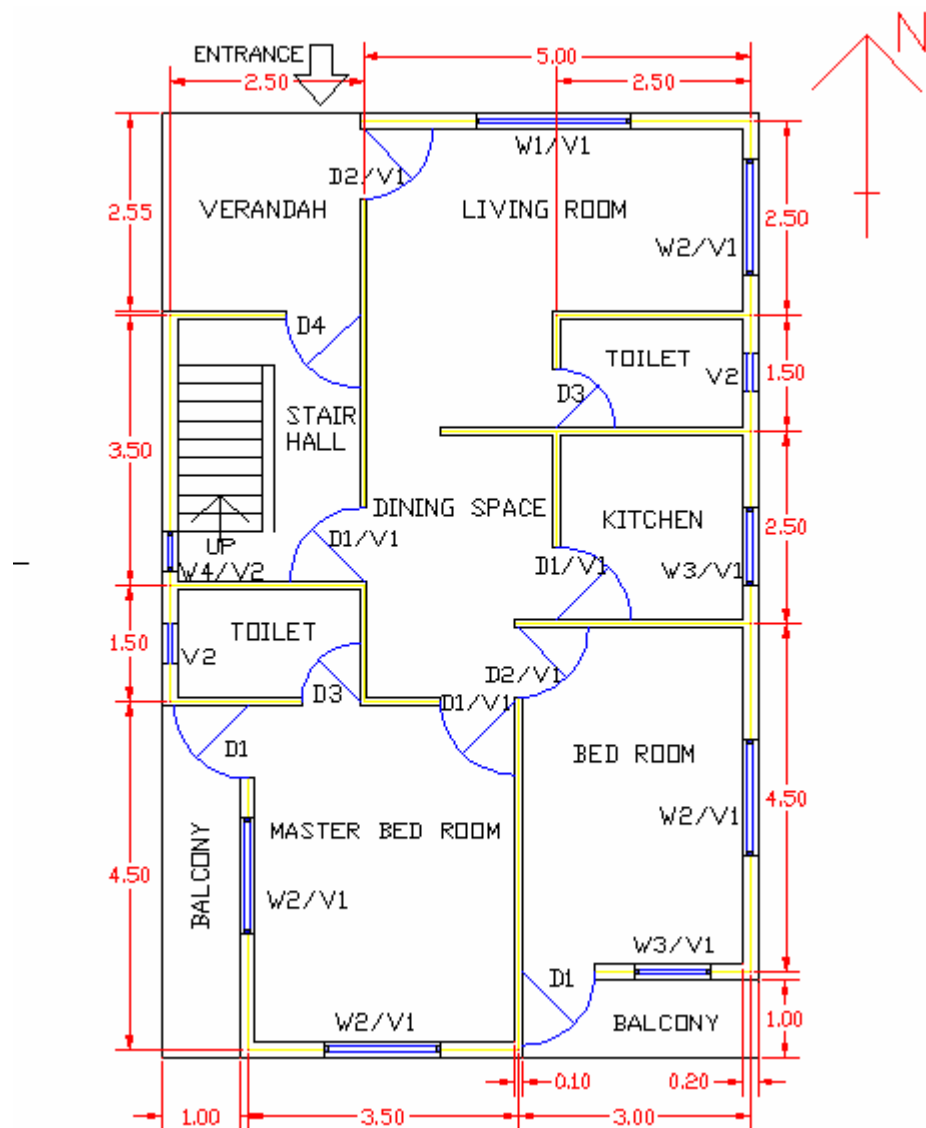 N
ENTRANCE
5.00
2.50
2.50
W1/V1
D2/V1
VERANDAH
LIVING ROOM
2.55
2.50
W2/V1
D4
TOILET
V2
1.50
D3
STAIR
HALL
3.50
DINING SPACE
KITCHEN
2.50
UP
D1/V1
D1/V1
W4/V2
W3/V1
1.50
TOILET
V2
D2/V1
D3
D1/V1
D1
BED ROOM
4.50
W2/V1
MASTER BED ROOM
BALCONY
4.50
W2/V1
W3/V1
D1
W2/V1
BALCONY
1.00
0.10
0.20
1.00
3.50
3.00